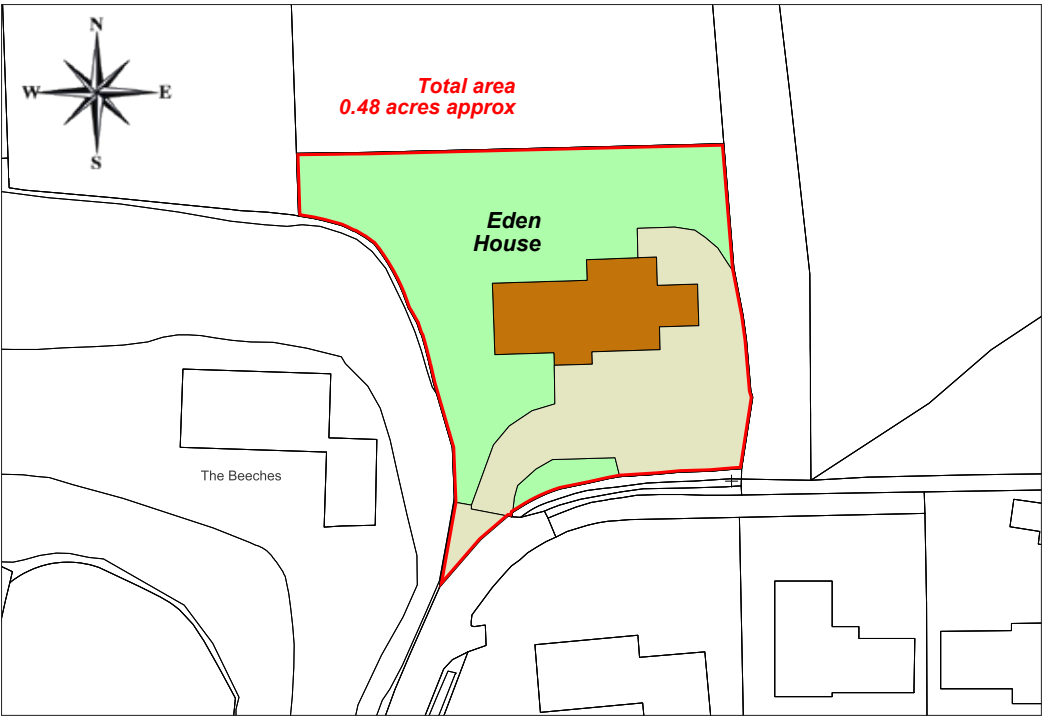 N
W E
S
Total area
0.48 acres approx
Eden
House
The Beeches